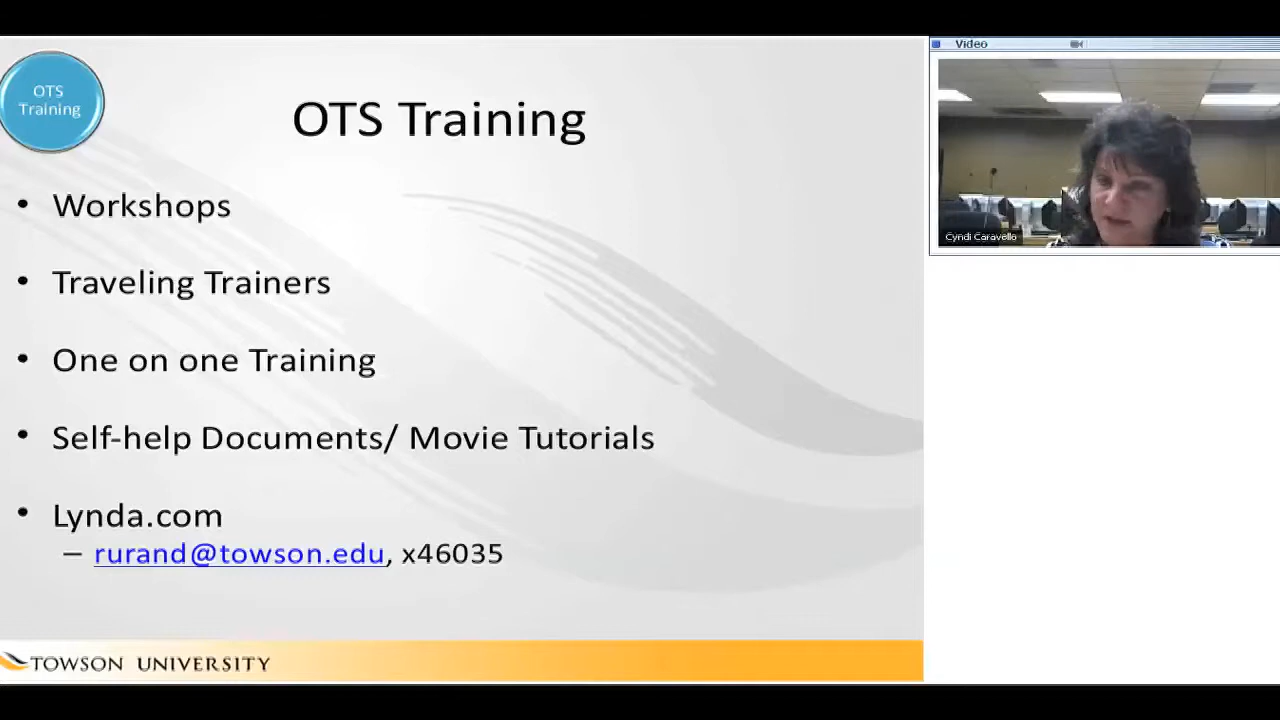 OTS
Training
OTS Training
• Workshops
• Traveling Trainers
• One on one Training
• Self-help Documents/ Movie Tutorials
• Lynda.com
– rurand@towson.edu, x46035
TOWSON UNIVERSITY
Video
Cyndi Caravello